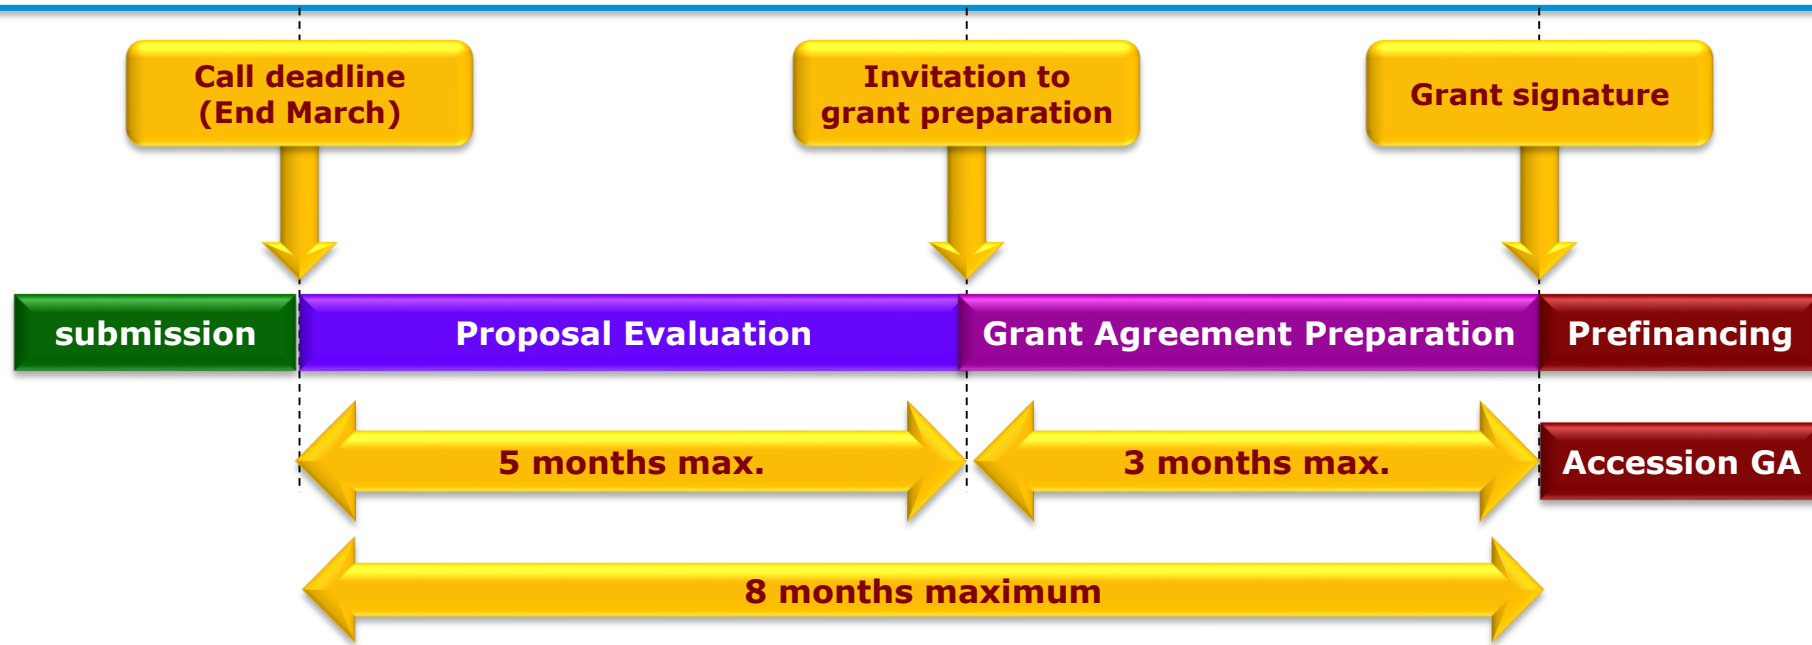 Call deadline
(End March)
Invitation to
grant preparation
Grant signature
submission
Proposal Evaluation
Grant Agreement Preparation
Prefinancing
5 months max.
3 months max.
Accession GA
8 months maximum